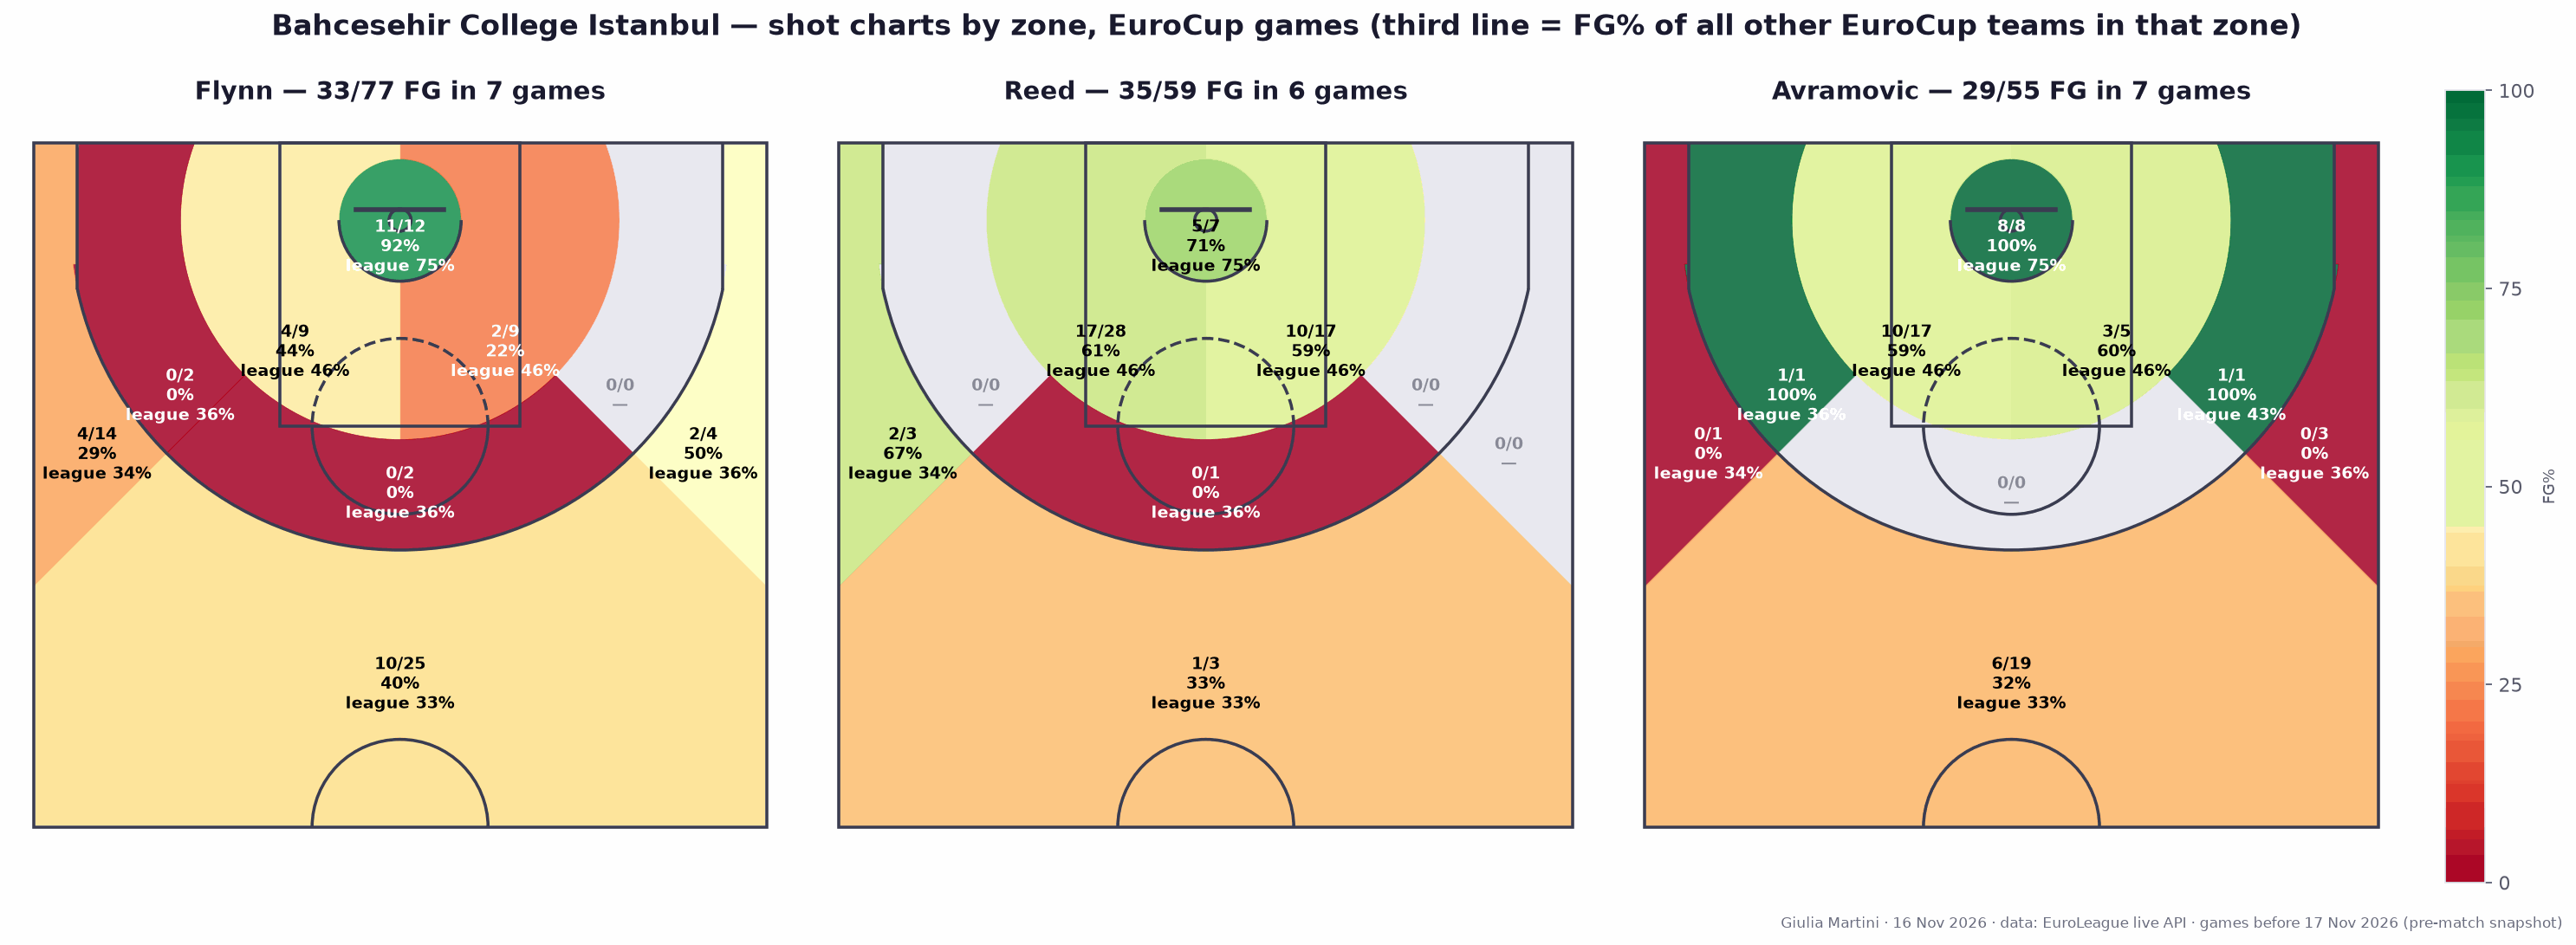 Bahcesehir College Istanbul — shot charts by zone, EuroCup games (third line = FG% of all other EuroCup teams in that zone)
Flynn — 33/77 FG in 7 games
11/12
92%
league 75%
4/9
44%
league 46%
2/9
22%
league 46%
0/2
0%
league 36%
0/0
—
4/14
29%
league 34%
2/4
50%
league 36%
0/2
0%
league 36%
10/25
40%
league 33%
Reed — 35/59 FG in 6 games
5/7
71%
league 75%
17/28
61%
league 46%
10/17
59%
league 46%
0/0
—
0/0
—
2/3
67%
league 34%
0/0
—
0/1
0%
league 36%
1/3
33%
league 33%
Avramovic — 29/55 FG in 7 games
8/8
100%
league 75%
10/17
59%
league 46%
3/5
60%
league 46%
1/1
100%
league 36%
1/1
100%
league 43%
0/1
0%
league 34%
0/3
0%
league 36%
0/0
—
6/19
32%
league 33%
100
75
50
25
0
FG%
Giulia Martini · 16 Nov 2026 · data: EuroLeague live API · games before 17 Nov 2026 (pre-match snapshot)